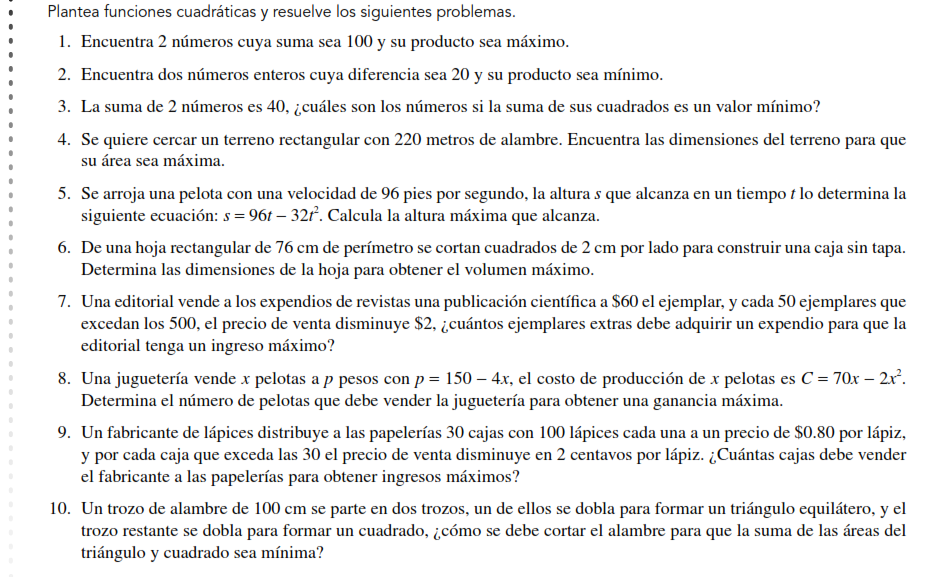 Plantea funciones cuadráticas y resuelve los siguientes problemas.
1. Encuentra 2 números cuya suma sea 100 y su producto sea máximo.
2. Encuentra dos números enteros cuya diferencia sea 20 y su producto sea mínimo.
3. La suma de 2 números es 40, ¿cuáles son los números si la suma de sus cuadrados es un valor mínimo?
4. Se quiere cercar un terreno rectangular con 220 metros de alambre. Encuentra las dimensiones del terreno para que
su área sea máxima.
5. Se arroja una pelota con una velocidad de 96 pies por segundo, la altura s que alcanza en un tiempo t lo determina la
siguiente ecuación: s = 96t – 32t². Calcula la altura máxima que alcanza.
6. De una hoja rectangular de 76 cm de perímetro se cortan cuadrados de 2 cm por lado para construir una caja sin tapa.
Determina las dimensiones de la hoja para obtener el volumen máximo.
7. Una editorial vende a los expendios de revistas una publicación científica a $60 el ejemplar, y cada 50 ejemplares que
excedan los 500, el precio de venta disminuye $2, ¿cuántos ejemplares extras debe adquirir un expendio para que la
editorial tenga un ingreso máximo?
8. Una juguetería vende x pelotas a p pesos con p = 150 – 4x, el costo de producción de x pelotas es C = 70x – 2x².
Determina el número de pelotas que debe vender la juguetería para obtener una ganancia máxima.
9. Un fabricante de lápices distribuye a las papelerías 30 cajas con 100 lápices cada una a un precio de $0.80 por lápiz,
y por cada caja que exceda las 30 el precio de venta disminuye en 2 centavos por lápiz. ¿Cuántas cajas debe vender
el fabricante a las papelerías para obtener ingresos máximos?
10. Un trozo de alambre de 100 cm se parte en dos trozos, un de ellos se dobla para formar un triángulo equilátero, y el
trozo restante se dobla para formar un cuadrado, ¿cómo se debe cortar el alambre para que la suma de las áreas del
triángulo y cuadrado sea mínima?